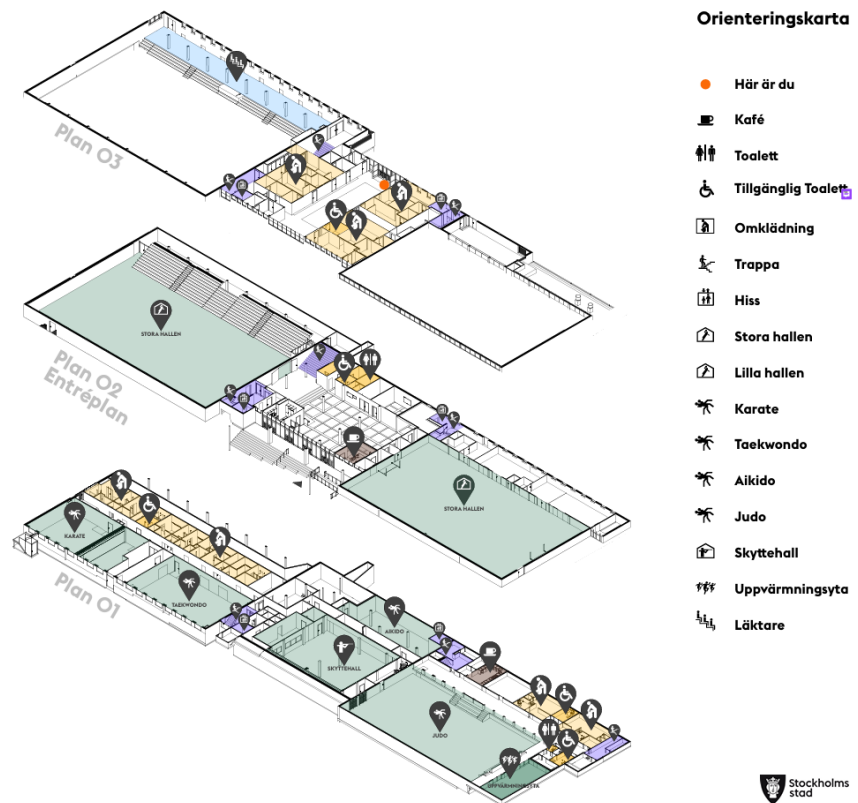 Orienteringskarta
Här är du
Kafé
Toalett
Tillgänglig Toalett
Omklädning
Trappa
Hiss
Stora hallen
Lilla hallen
Karate
Taekwondo
Aikido
Judo
Skyttehall
Uppvärmningsyta
Läktare
Plan 03
STORA HALLEN
Plan 02
Entréplan
STORA HALLEN
KARATE
TAEKWONDO
AIKIDO
SKYTTEHALL
JUDO
UPPVÄRMNINGSYTA
Plan 01
Stockholms
stad